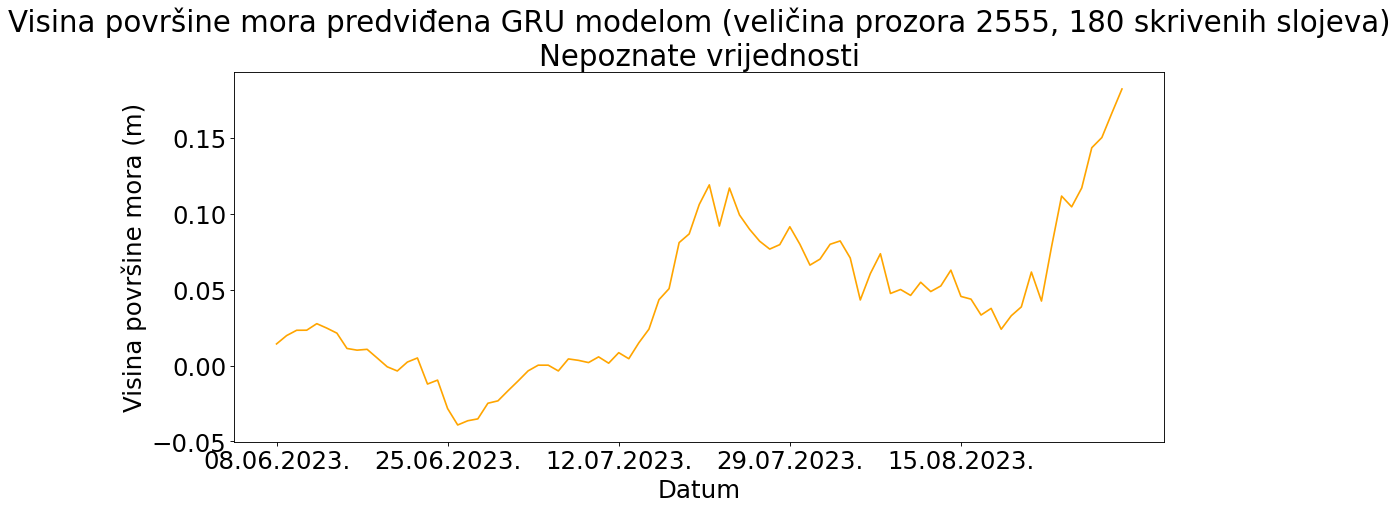 Visina površine mora predviđena GRU modelom (veličina prozora 2555, 180 skrivenih slojeva)
Nepoznate vrijednosti
Visina površine mora (m)
0.15
0.10
0.05
0.00
−0.05
08.06.2023.
25.06.2023.
12.07.2023.
29.07.2023.
15.08.2023.
Datum